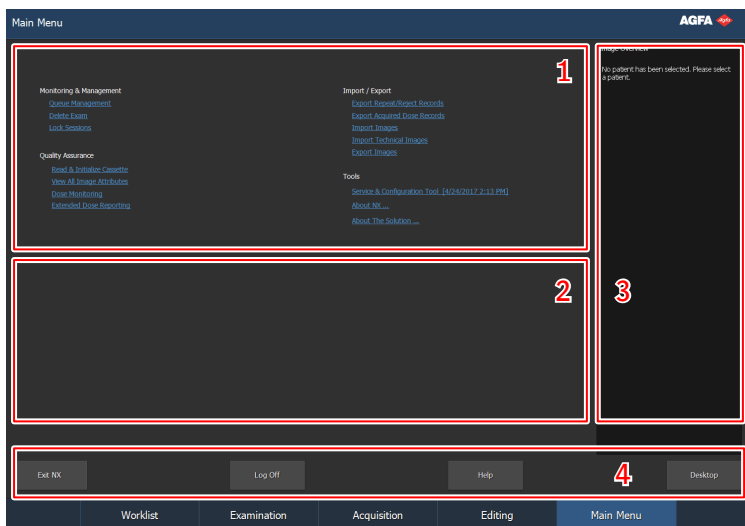 Main Menu
AGFA
1
Monitoring & Management
Queue Management
Delete Exam
Lock Sessions
Quality Assurance
Read & Initialize Cassette
View All Image Attributes
Dose Monitoring
Extended Dose Reporting
Import / Export
Export Repeat/Reject Records
Export Acquired Dose Records
Import Images
Import Technical Images
Export Images
Tools
Service & Configuration Tool [4/24/2017 2:13 PM]
About NX ...
About The Solution ...
2
Image Overview
No patient has been selected. Please select
a patient.
3
Exit NX
Log Off
Help
4
Desktop
Worklist
Examination
Acquisition
Editing
Main Menu